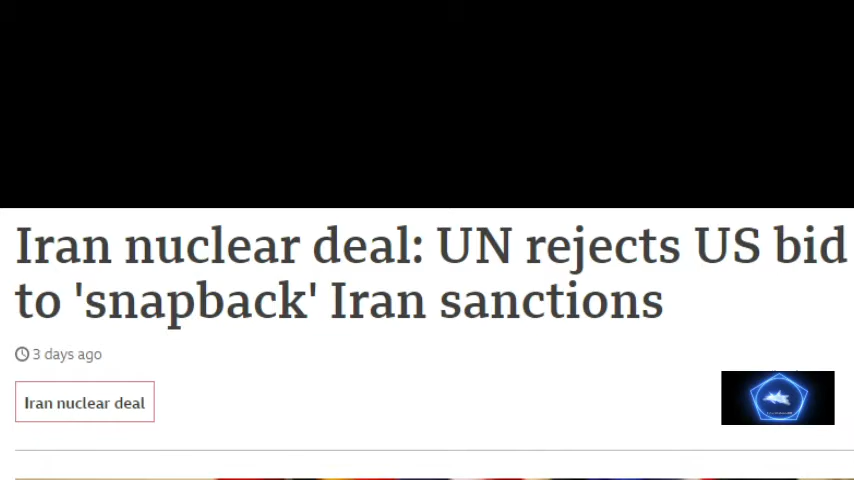 Iran nuclear deal: UN rejects US bid
to 'snapback' Iran sanctions
3 days ago
Iran nuclear deal